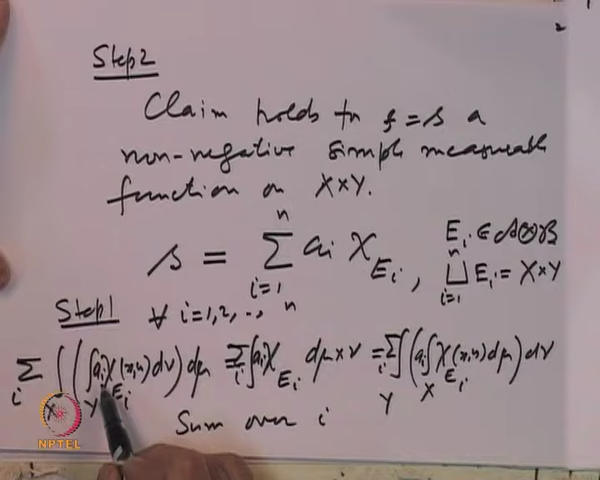 Step 2
Claim holds for f = s a
non-negative simple measurable
function on X×Y.
s = Σ_{i=1}^{n} a_i χ_{E_i}, E_i ∈ A⊗B
⊔_{i=1}^{n} E_i = X×Y
Step 1 ∀ i=1,2,..,n
Σ_i ∫_X (∫_Y a_i χ_{E_i}(x,y) dν) dμ = Σ_i ∫ a_i χ_{E_i} dμ×ν = Σ_i ∫_Y (a_i ∫_X χ_{E_i}(x,y) dμ) dν
Sum over i
NPTEL
2